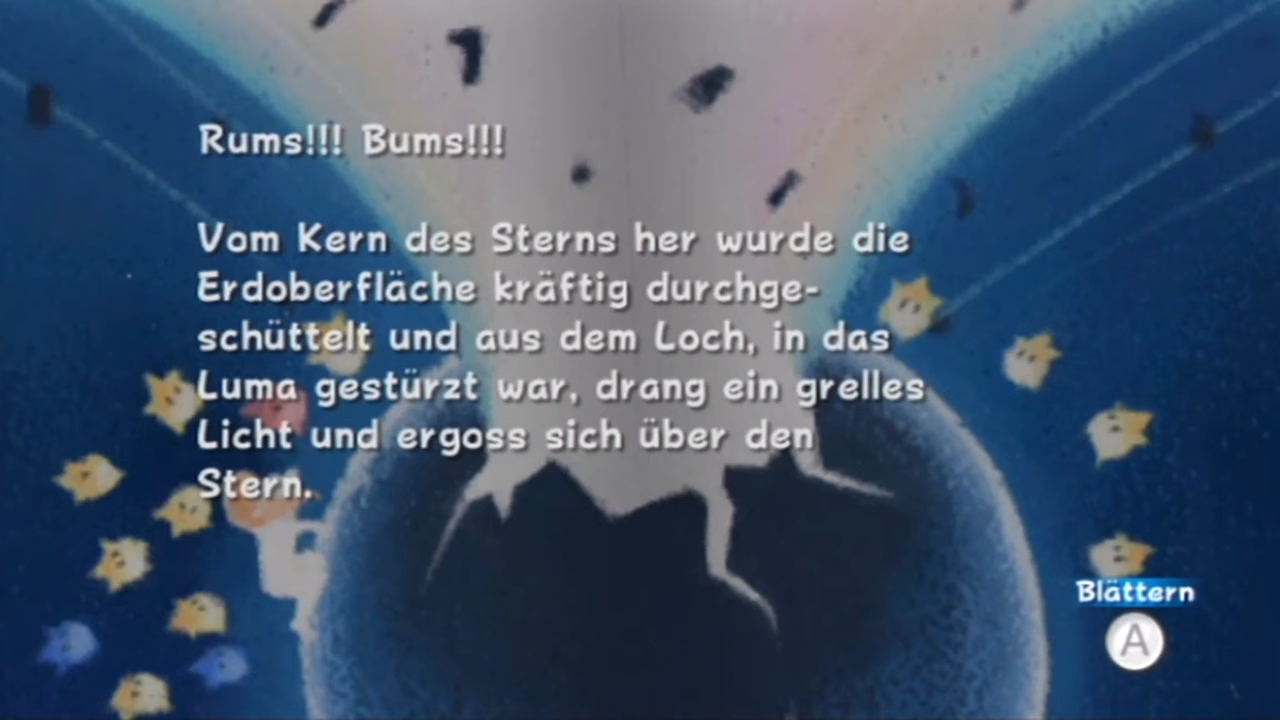 Rums!!! Bums!!!
Vom Kern des Sterns her wurde die
Erdoberfläche kräftig durchge-
schüttelt und aus dem Loch, in das
Luma gestürzt war, drang ein grelles
Licht und ergoss sich über den
Stern.
Blättern
A